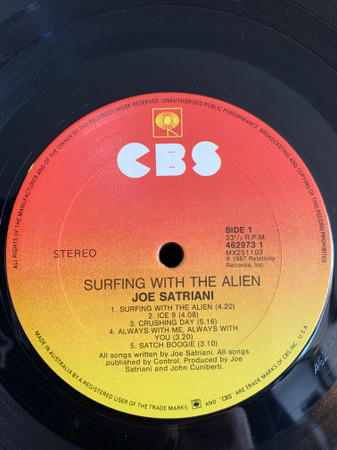 ALL RIGHTS OF THE MANUFACTURER AND OF THE OWNER OF THE RECORDED WORK RESERVED. UNAUTHORISED PUBLIC PERFORMANCE, BROADCASTING AND COPYING OF THIS RECORD PROHIBITED
CBS
STEREO
SIDE 1
33 1/3 R.P.M.
462973 1
MX251103
℗ 1987 Relativity
Records, Inc.
SURFING WITH THE ALIEN
JOE SATRIANI
1. SURFING WITH THE ALIEN (4.20)
2. ICE 9 (4.08)
3. CRUSHING DAY (5.16)
4. ALWAYS WITH ME, ALWAYS WITH
YOU (3.20)
5. SATCH BOOGIE (3.10)
All songs written by Joe Satriani. All songs
published by Control. Produced by Joe
Satriani and John Cuniberti.
MADE IN AUSTRALIA BY A REGISTERED USER OF THE TRADE MARKS AND "CBS" ARE TRADE MARKS OF CBS INC. U.S.A.